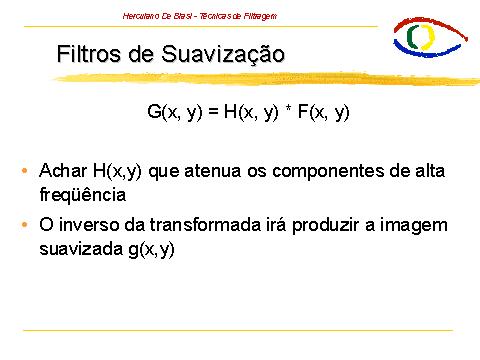 Herculano De Biasi - Técnicas de Filtragem
Filtros de Suavização
G(x, y) = H(x, y) * F(x, y)
• Achar H(x,y) que atenua os componentes de alta
freqüência
• O inverso da transformada irá produzir a imagem
suavizada g(x,y)